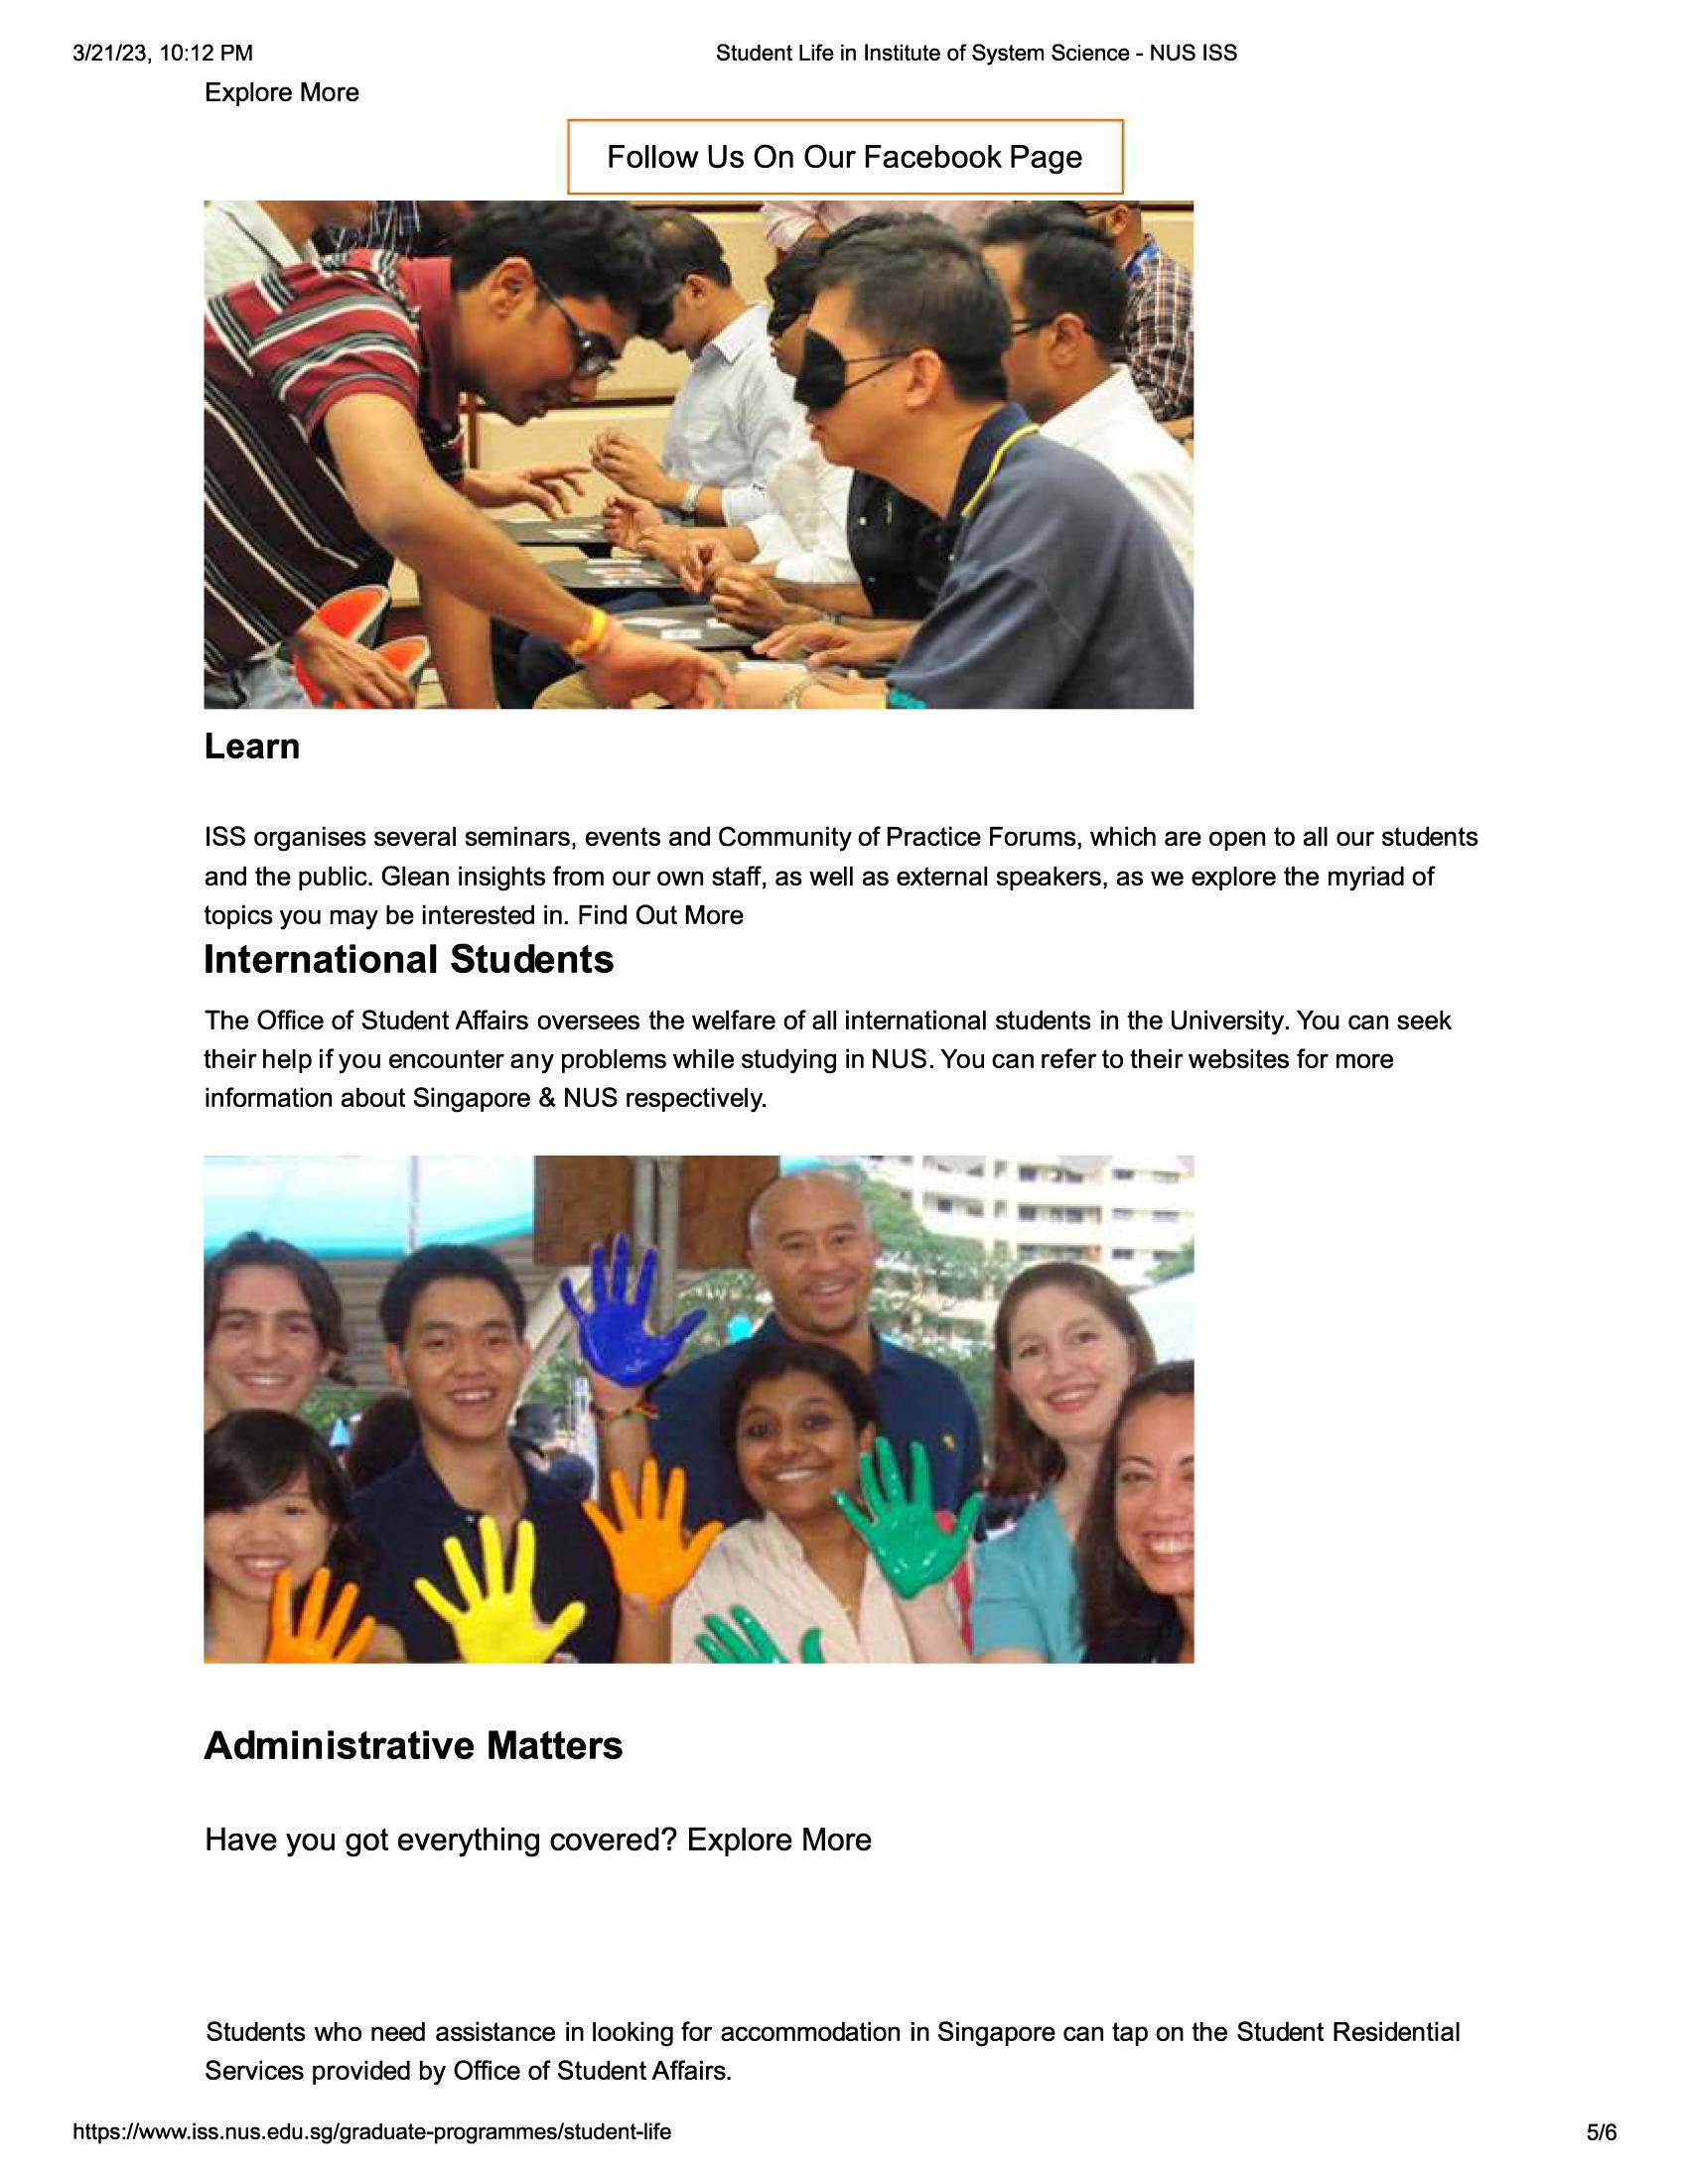 3/21/23, 10:12 PM
Student Life in Institute of System Science - NUS ISS
Explore More
Follow Us On Our Facebook Page
Learn
ISS organises several seminars, events and Community of Practice Forums, which are open to all our students
and the public. Glean insights from our own staff, as well as external speakers, as we explore the myriad of
topics you may be interested in. Find Out More
International Students
The Office of Student Affairs oversees the welfare of all international students in the University. You can seek
their help if you encounter any problems while studying in NUS. You can refer to their websites for more
information about Singapore & NUS respectively.
Administrative Matters
Have you got everything covered? Explore More
Students who need assistance in looking for accommodation in Singapore can tap on the Student Residential
Services provided by Office of Student Affairs.
https://www.iss.nus.edu.sg/graduate-programmes/student-life
5/6